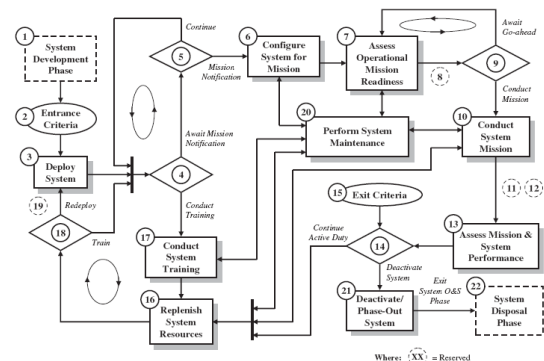 1
System
Development
Phase
2
Entrance
Criteria
3
Deploy
System
19
Redeploy
18
Train
Continue
5
Mission
Notification
Await Mission
Notification
4
Conduct
Training
17
Conduct
System
Training
16
Replenish
System
Resources
6
Configure
System for
Mission
7
Assess
Operational
Mission
Readiness
8
Await
Go-ahead
9
Conduct
Mission
20
Perform System
Maintenance
10
Conduct
System
Mission
11
12
15
Exit Criteria
Continue
Active Duty
14
Deactivate
System
13
Assess Mission &
System
Performance
21
Deactivate/
Phase-Out
System
Exit
System O&S
Phase
22
System
Disposal
Phase
Where: XX = Reserved